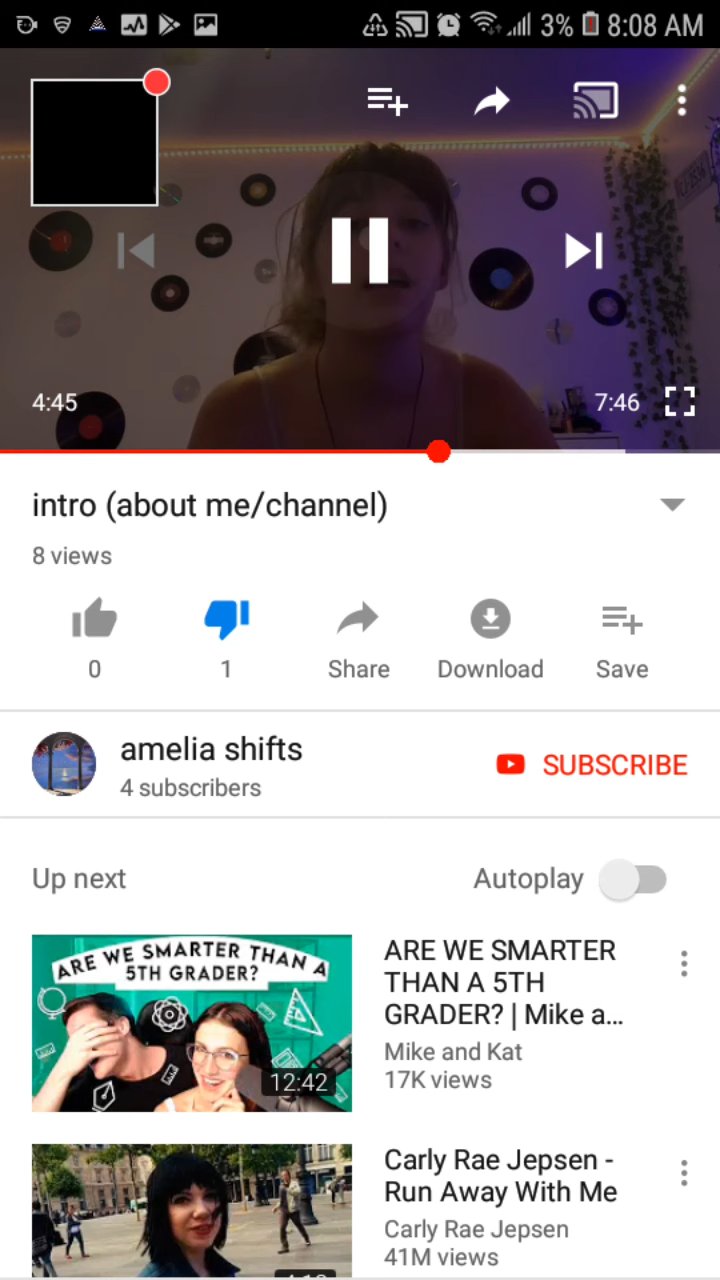 3% 8:08 AM
4:45 7:46
intro (about me/channel)
8 views
0 1 Share Download Save
amelia shifts
4 subscribers
SUBSCRIBE
Up next Autoplay
ARE WE SMARTER THAN A
5TH GRADER?
12:42
ARE WE SMARTER
THAN A 5TH
GRADER? | Mike a...
Mike and Kat
17K views
Carly Rae Jepsen -
Run Away With Me
Carly Rae Jepsen
41M views